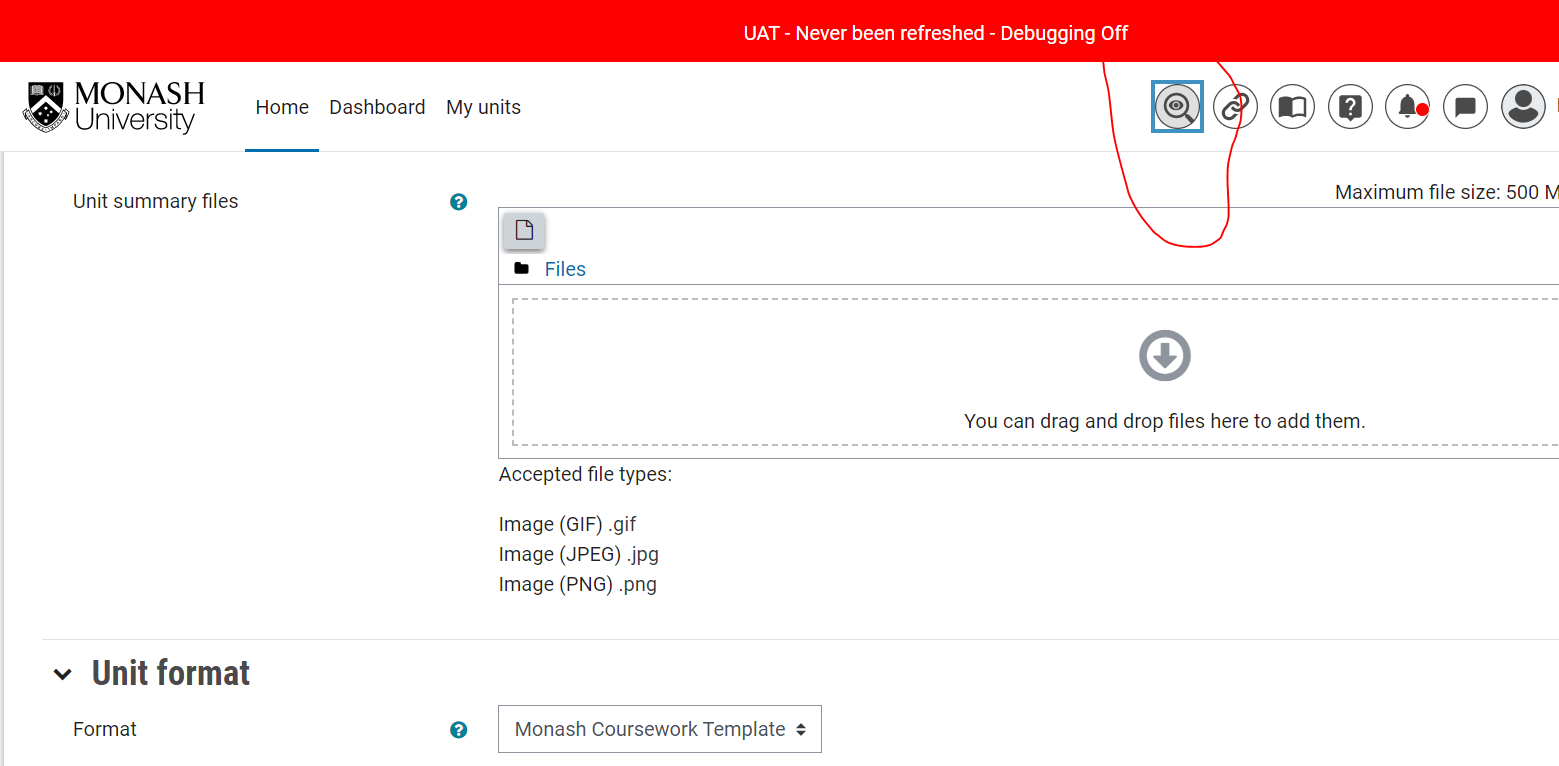 UAT - Never been refreshed - Debugging Off
MONASH
University
Home Dashboard My units
Unit summary files
Maximum file size: 500
Files
You can drag and drop files here to add them.
Accepted file types:
Image (GIF) .gif
Image (JPEG) .jpg
Image (PNG) .png
Unit format
Format
Monash Coursework Template